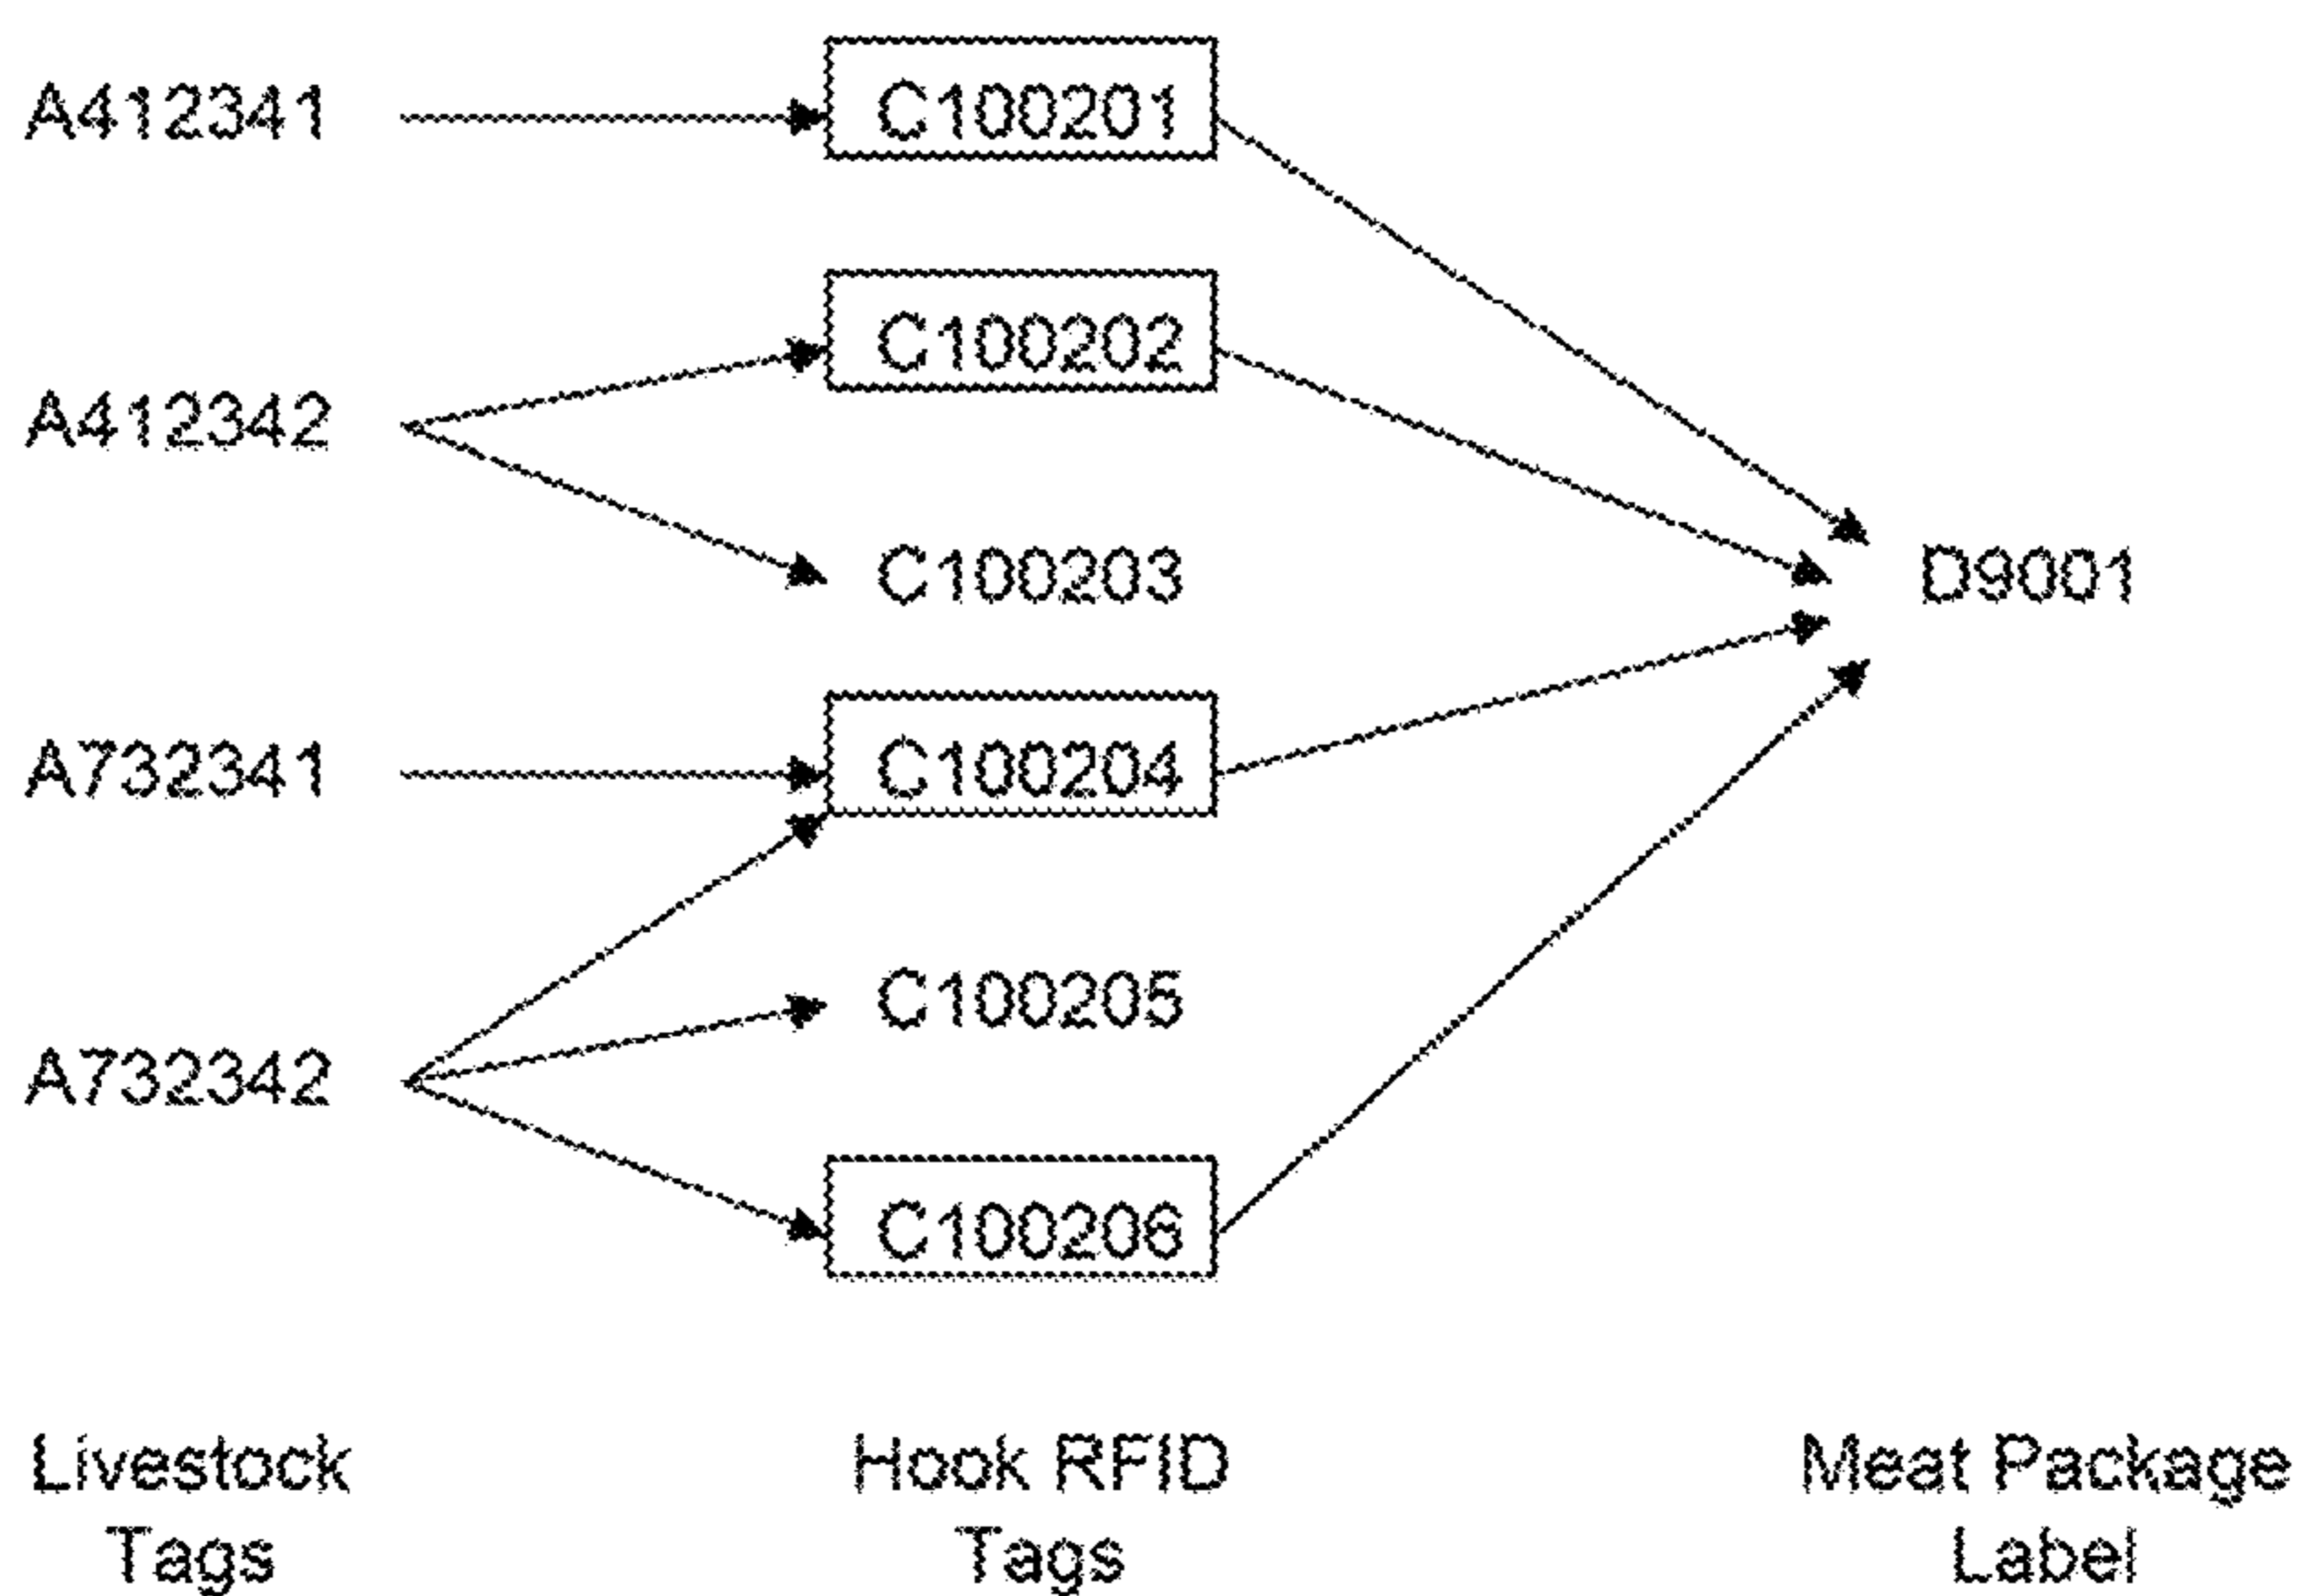 A412341
C100201
C100202
A412342
C100203
D9001
A732341
C100204
C100205
A732342
C100206
Livestock
Tags
Hook RFID
Tags
Meat Package
Label